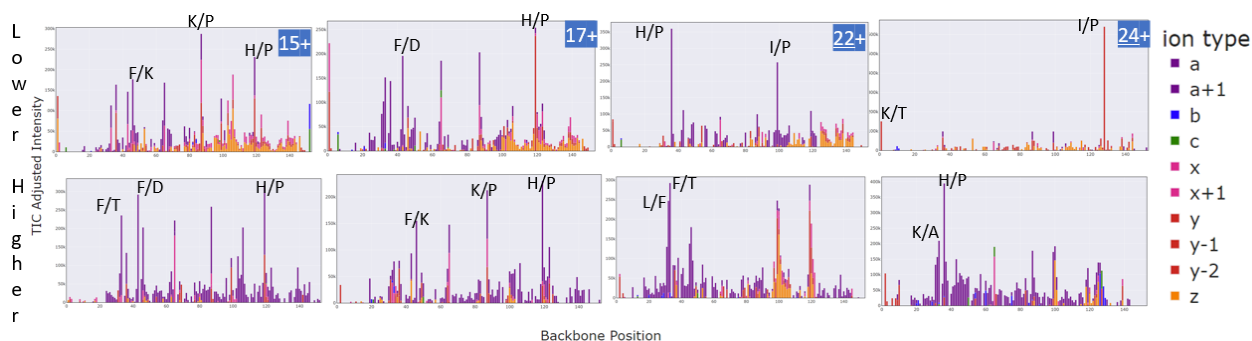 Lower
Higher
TIC Adjusted Intensity
K/P
H/P
F/K
15+
F/D
H/P
17+
H/P
I/P
22+
I/P
K/T
24+
F/T
F/D
H/P
F/K
K/P
H/P
L/F
F/T
K/A
H/P
Backbone Position
ion type
a
a+1
b
c
x
x+1
y
y-1
y-2
z